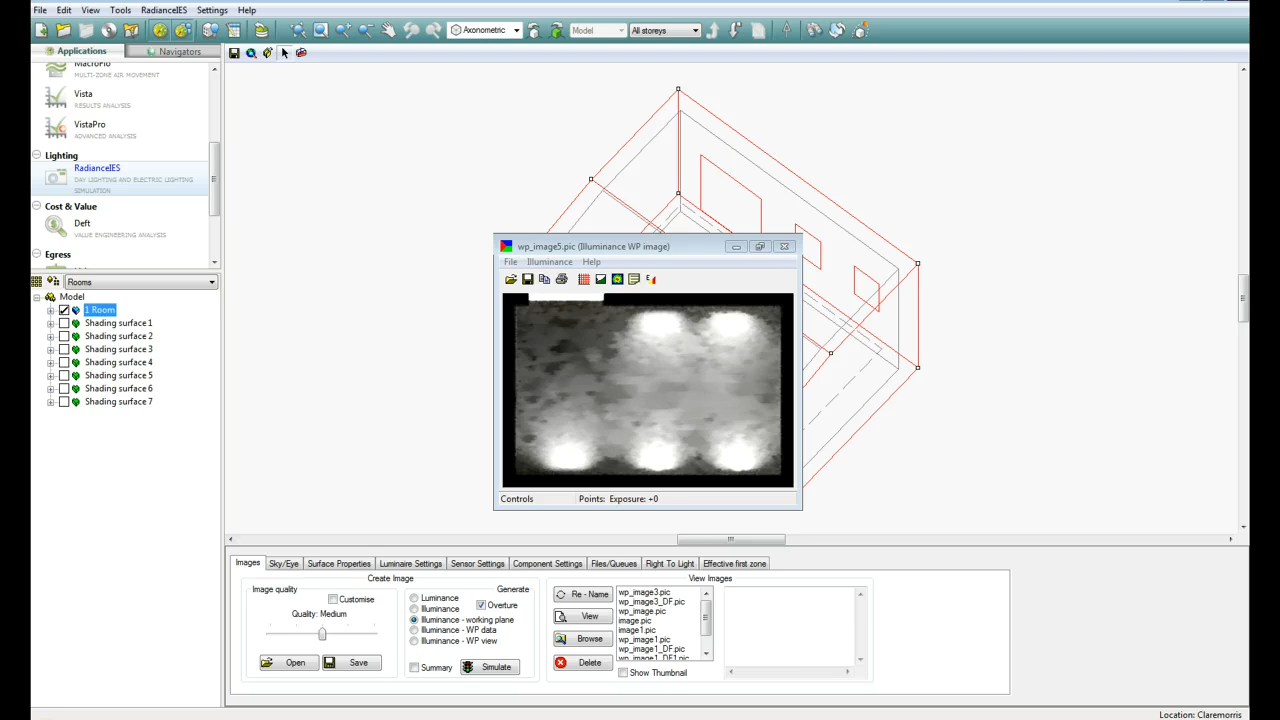 File Edit View Tools RadianceIES Settings Help
Axonometric Model All storeys
Applications Navigators
MacroFlo
MULTI-ZONE AIR MOVEMENT
Vista
RESULTS ANALYSIS
VistaPro
ADVANCED ANALYSIS
Lighting
RadianceIES
DAY LIGHTING AND ELECTRIC LIGHTING
SIMULATION
Cost & Value
Deft
VALUE ENGINEERING ANALYSIS
Egress
Rooms
Model
1 Room
Shading surface 1
Shading surface 2
Shading surface 3
Shading surface 4
Shading surface 5
Shading surface 6
Shading surface 7
wp_image5.pic (Illuminance WP image)
File Illuminance Help
Controls Points: Exposure: +0
Images Sky/Eye Surface Properties Luminaire Settings Sensor Settings Component Settings Files/Queues Right To Light Effective first zone
Create Image
Image quality
Customise
Quality: Medium
Open Save
Generate
Luminance
Illuminance
Overture
Illuminance - working plane
Illuminance - WP data
Illuminance - WP view
Summary Simulate
View Images
Re - Name
View
Browse
Delete
wp_image3.pic
wp_image3_DF.pic
wp_image.pic
image.pic
image1.pic
wp_image1.pic
wp_image1_DF.pic
wp_image1_DF1.pic
Show Thumbnail
Location: Claremorris